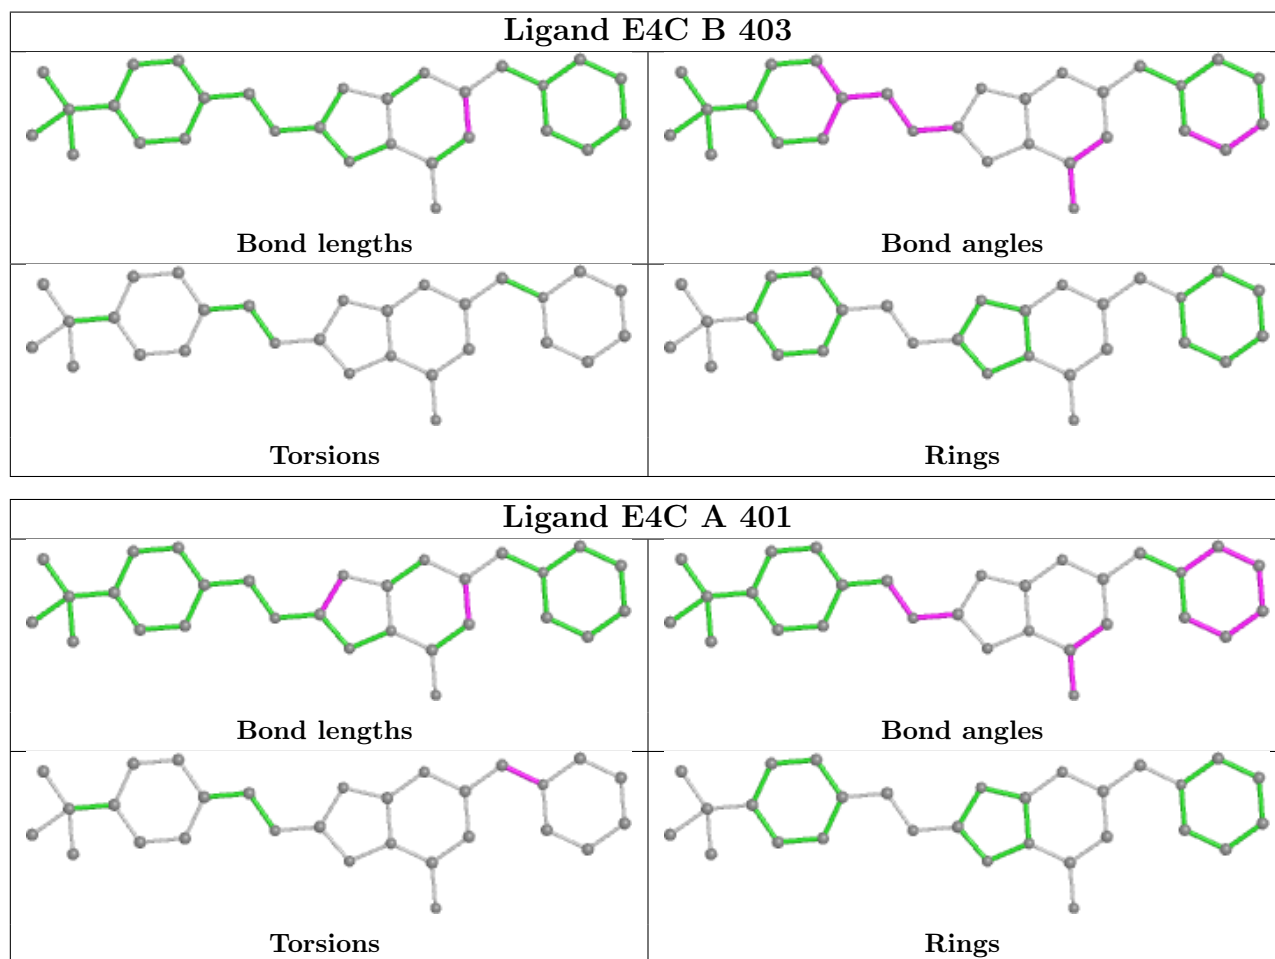 Ligand E4C B 403
Bond lengths
Bond angles
Torsions
Rings
Ligand E4C A 401
Bond lengths
Bond angles
Torsions
Rings